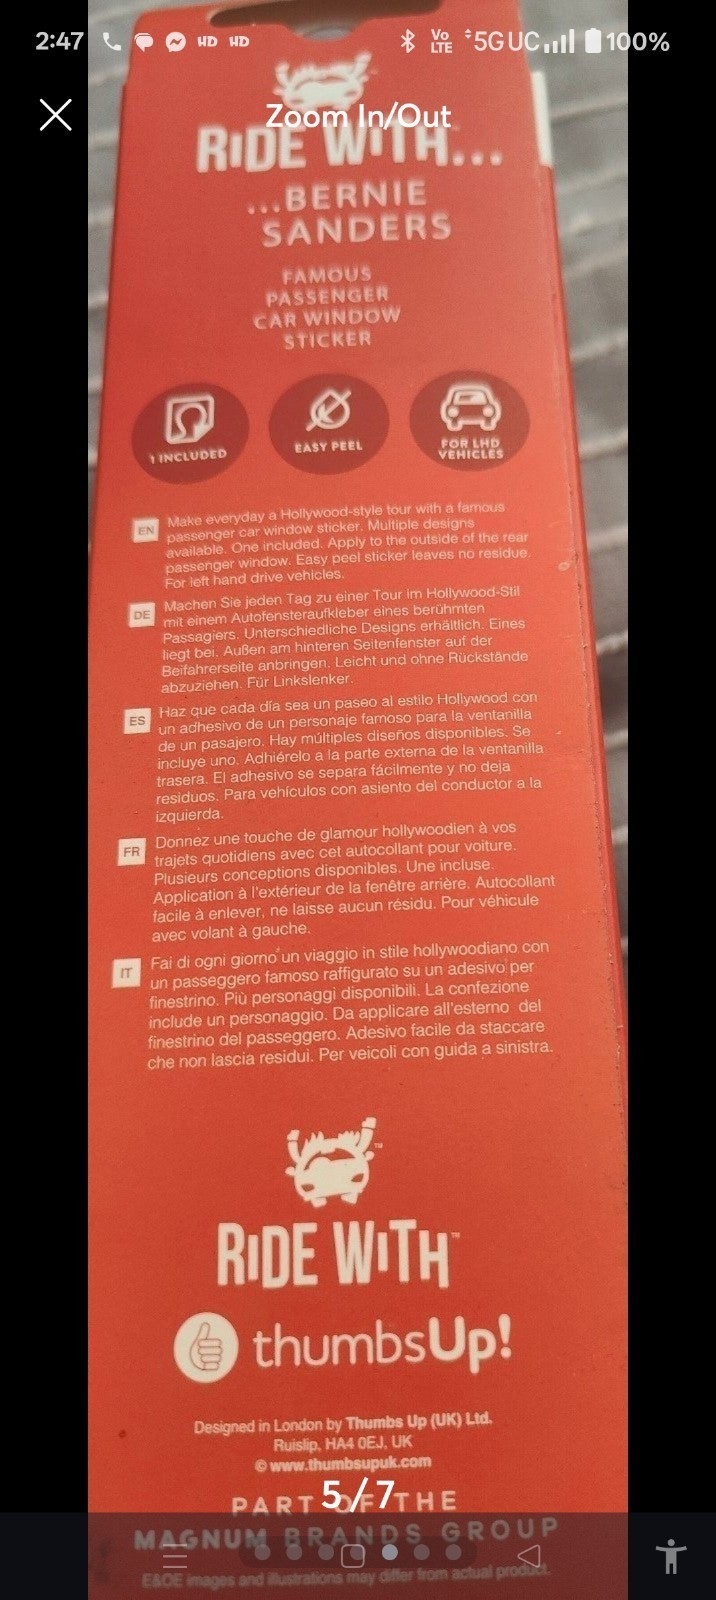 2:47 HD HD Vo LTE 5G UC 100%
Zoom In/Out
RIDE WITH...
...BERNIE
SANDERS
FAMOUS
PASSENGER
CAR WINDOW
STICKER
1 INCLUDED
EASY PEEL
FOR LHD
VEHICLES
EN
Make everyday a Hollywood-style tour with a famous
passenger car window sticker. Multiple designs
available. One included. Apply to the outside of the rear
passenger window. Easy peel sticker leaves no residue.
For left hand drive vehicles.
DE
Machen Sie jeden Tag zu einer Tour im Hollywood-Stil
mit einem Autofensteraufkleber eines berühmten
Passagiers. Unterschiedliche Designs erhältlich. Eines
liegt bei. Außen am hinteren Seitenfenster auf der
Beifahrerseite anbringen. Leicht und ohne Rückstände
abzuziehen. Für Linkslenker.
ES
Haz que cada día sea un paseo al estilo Hollywood con
un adhesivo de un personaje famoso para la ventanilla
de un pasajero. Hay múltiples diseños disponibles. Se
incluye uno. Adhiérelo a la parte externa de la ventanilla
trasera. El adhesivo se separa fácilmente y no deja
residuos. Para vehículos con asiento del conductor a la
izquierda.
FR
Donnez une touche de glamour hollywoodien à vos
trajets quotidiens avec cet autocollant pour voiture.
Plusieurs conceptions disponibles. Une incluse.
Application à l'extérieur de la fenêtre arrière. Autocollant
facile à enlever, ne laisse aucun résidu. Pour véhicule
avec volant à gauche.
IT
Fai di ogni giorno un viaggio in stile hollywoodiano con
un passeggero famoso raffigurato su un adesivo per
finestrino. Più personaggi disponibili. La confezione
include un personaggio. Da applicare all'esterno del
finestrino del passeggero. Adesivo facile da staccare
che non lascia residui. Per veicoli con guida a sinistra.
TM
RIDE WITH™
thumbsUp!
Designed in London by Thumbs Up (UK) Ltd.
Ruislip, HA4 0EJ, UK
© www.thumbsupuk.com
5/7
PART OF THE
MAGNUM BRANDS GROUP
E&OE images and illustrations may differ from actual product.